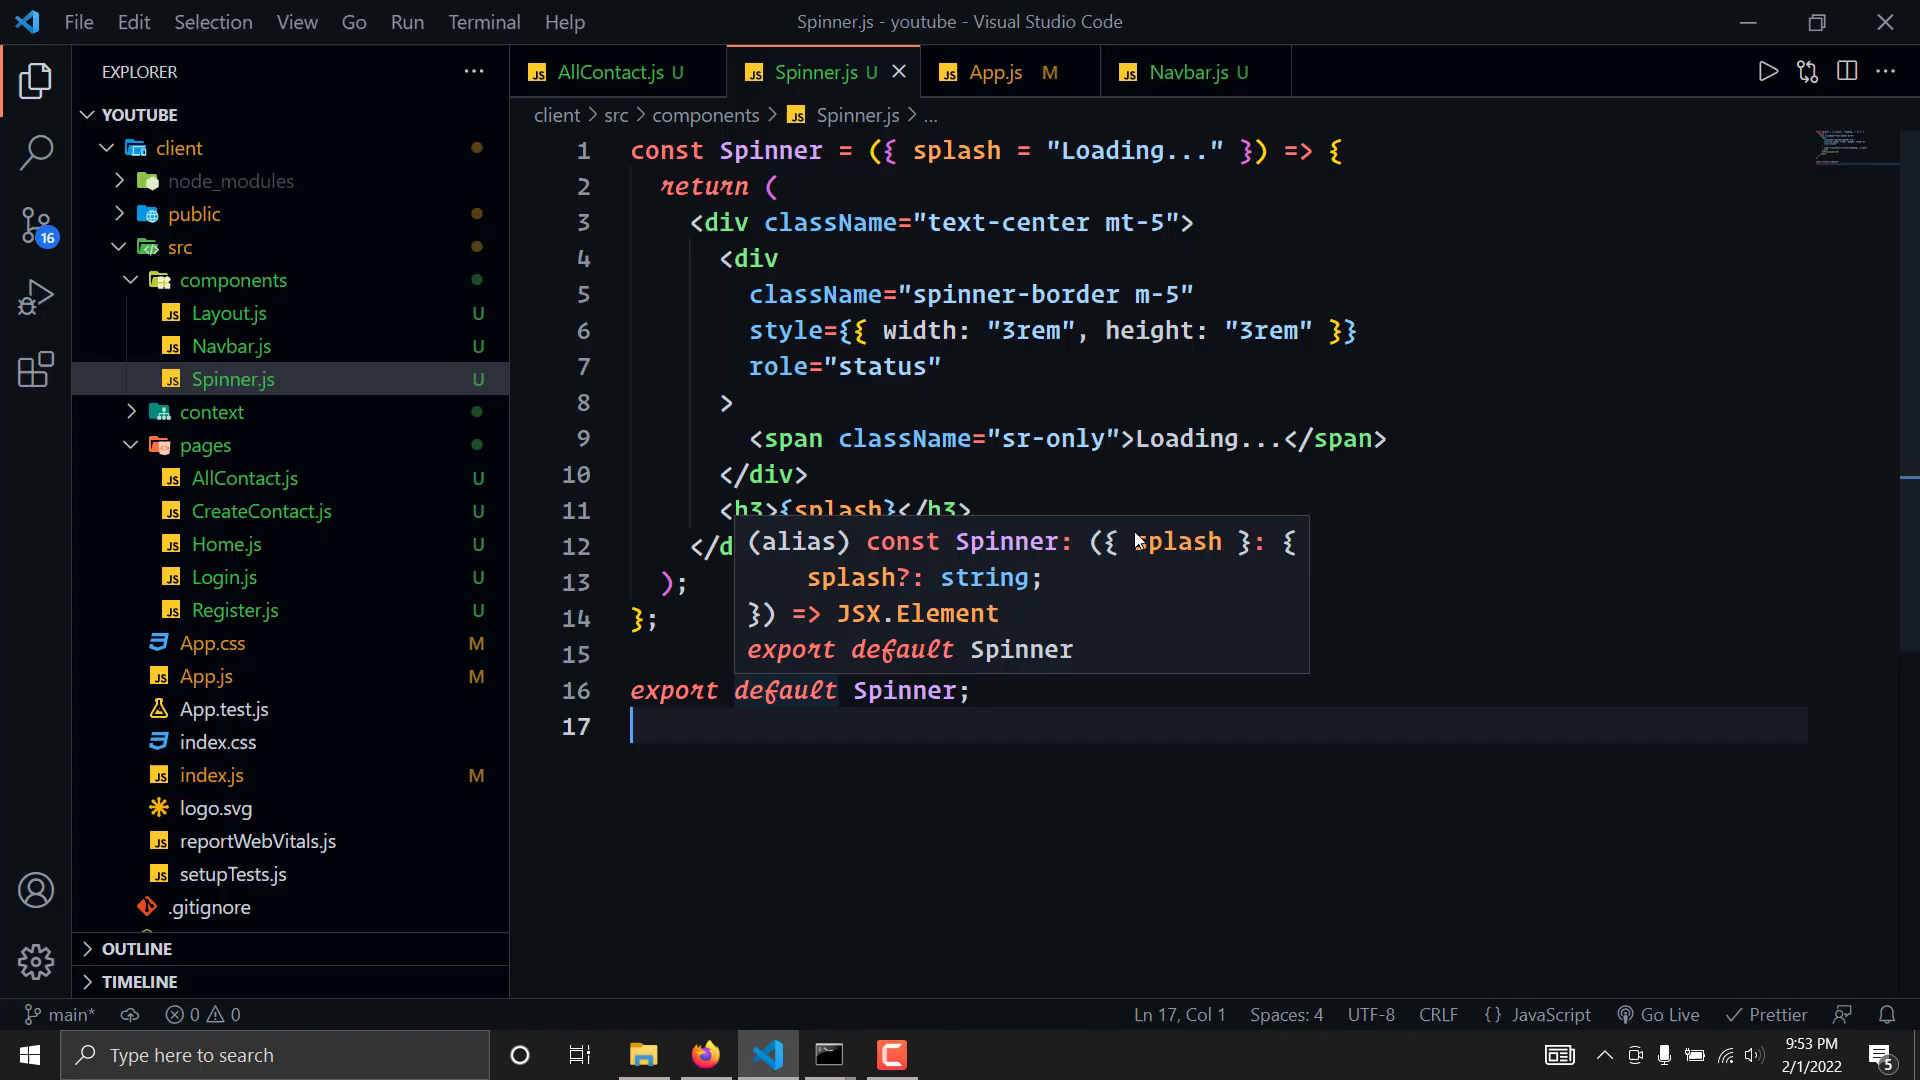 File Edit Selection View Go Run Terminal Help
Spinner.js - youtube - Visual Studio Code
EXPLORER
YOUTUBE
client
node_modules
public
src
components
Layout.js U
Navbar.js U
Spinner.js U
context
pages
AllContact.js U
CreateContact.js U
Home.js U
Login.js U
Register.js U
App.css M
App.js M
App.test.js
index.css
index.js M
logo.svg
reportWebVitals.js
setupTests.js
.gitignore
OUTLINE
TIMELINE
16
AllContact.js U
Spinner.js U
App.js M
Navbar.js U
client > src > components > Spinner.js > ...
1 const Spinner = ({ splash = "Loading..." }) => {
2 return (
3 <div className="text-center mt-5">
4 <div
5 className="spinner-border m-5"
6 style={{ width: "3rem", height: "3rem" }}
7 role="status"
8 >
9 <span className="sr-only">Loading...</span>
10 </div>
11 <h3>{splash}</h3>
12 </d
13 );
14 };
15
16 export default Spinner;
17
(alias) const Spinner: ({ splash }: {
splash?: string;
}) => JSX.Element
export default Spinner
main* 0 0
Ln 17, Col 1 Spaces: 4 UTF-8 CRLF {} JavaScript Go Live Prettier
Type here to search
9:53 PM
2/1/2022
5